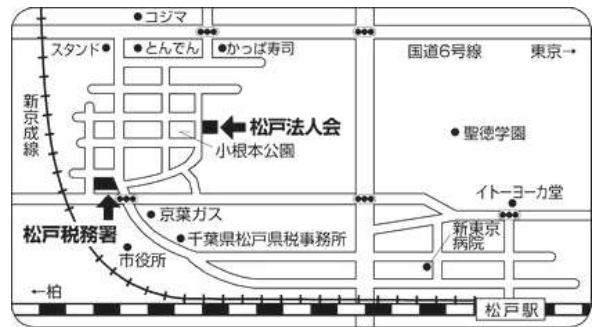 コジマ
スタンド
とんでん
かっぱ寿司
国道6号線
東京→
新京成線
松戸法人会
小根本公園
聖徳学園
イトーヨーカ堂
京葉ガス
松戸税務署
千葉県松戸県税事務所
新東京
病院
市役所
←柏
松戸駅